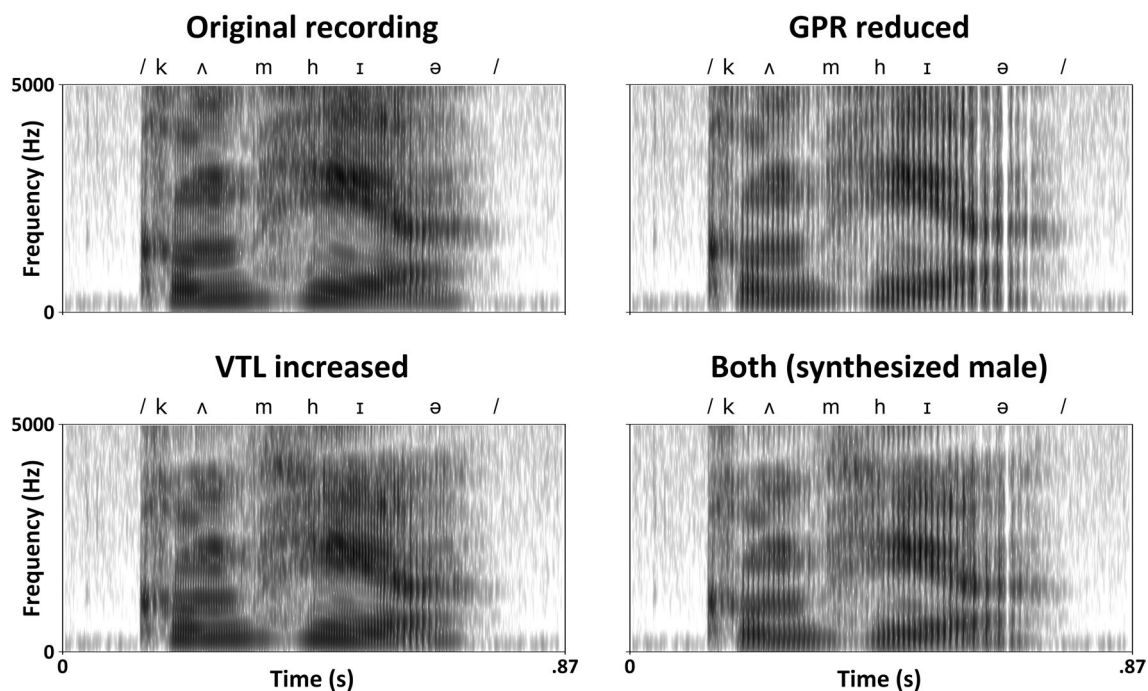 Original recording
/ k ʌ m h ɪ ə /
5000
Frequency (Hz)
0
GPR reduced
/ k ʌ m h ɪ ə /
VTL increased
/ k ʌ m h ɪ ə /
5000
Frequency (Hz)
0
0 Time (s) .87
Both (synthesized male)
/ k ʌ m h ɪ ə /
0 Time (s) .87